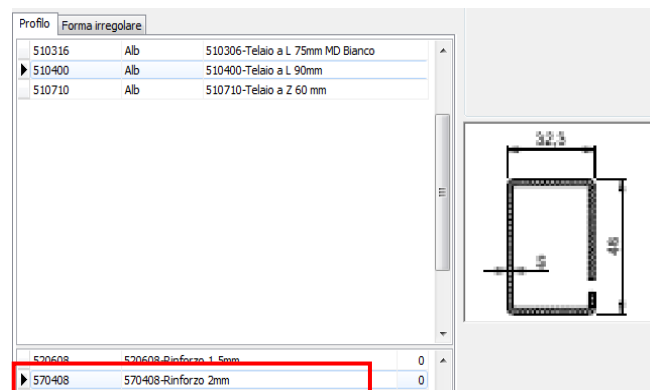 Profilo Forma irregolare
510316 Alb 510306-Telaio a L 75mm MD Bianco
510400 Alb 510400-Telaio a L 90mm
510710 Alb 510710-Telaio a Z 60 mm
32,5
46
520608 520608-Rinforzo 1.5mm 0
570408 570408-Rinforzo 2mm 0